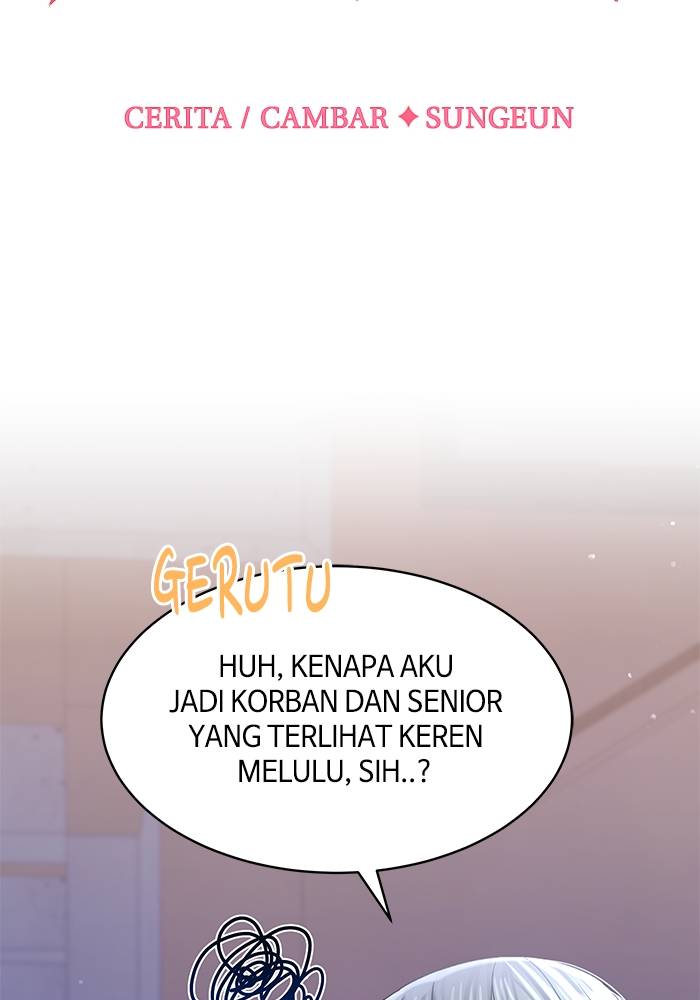 CERITA / CAMBAR ✦ SUNGEUN
GERUTU
HUH, KENAPA AKU
JADI KORBAN DAN SENIOR
YANG TERLIHAT KEREN
MELULU, SIH..?